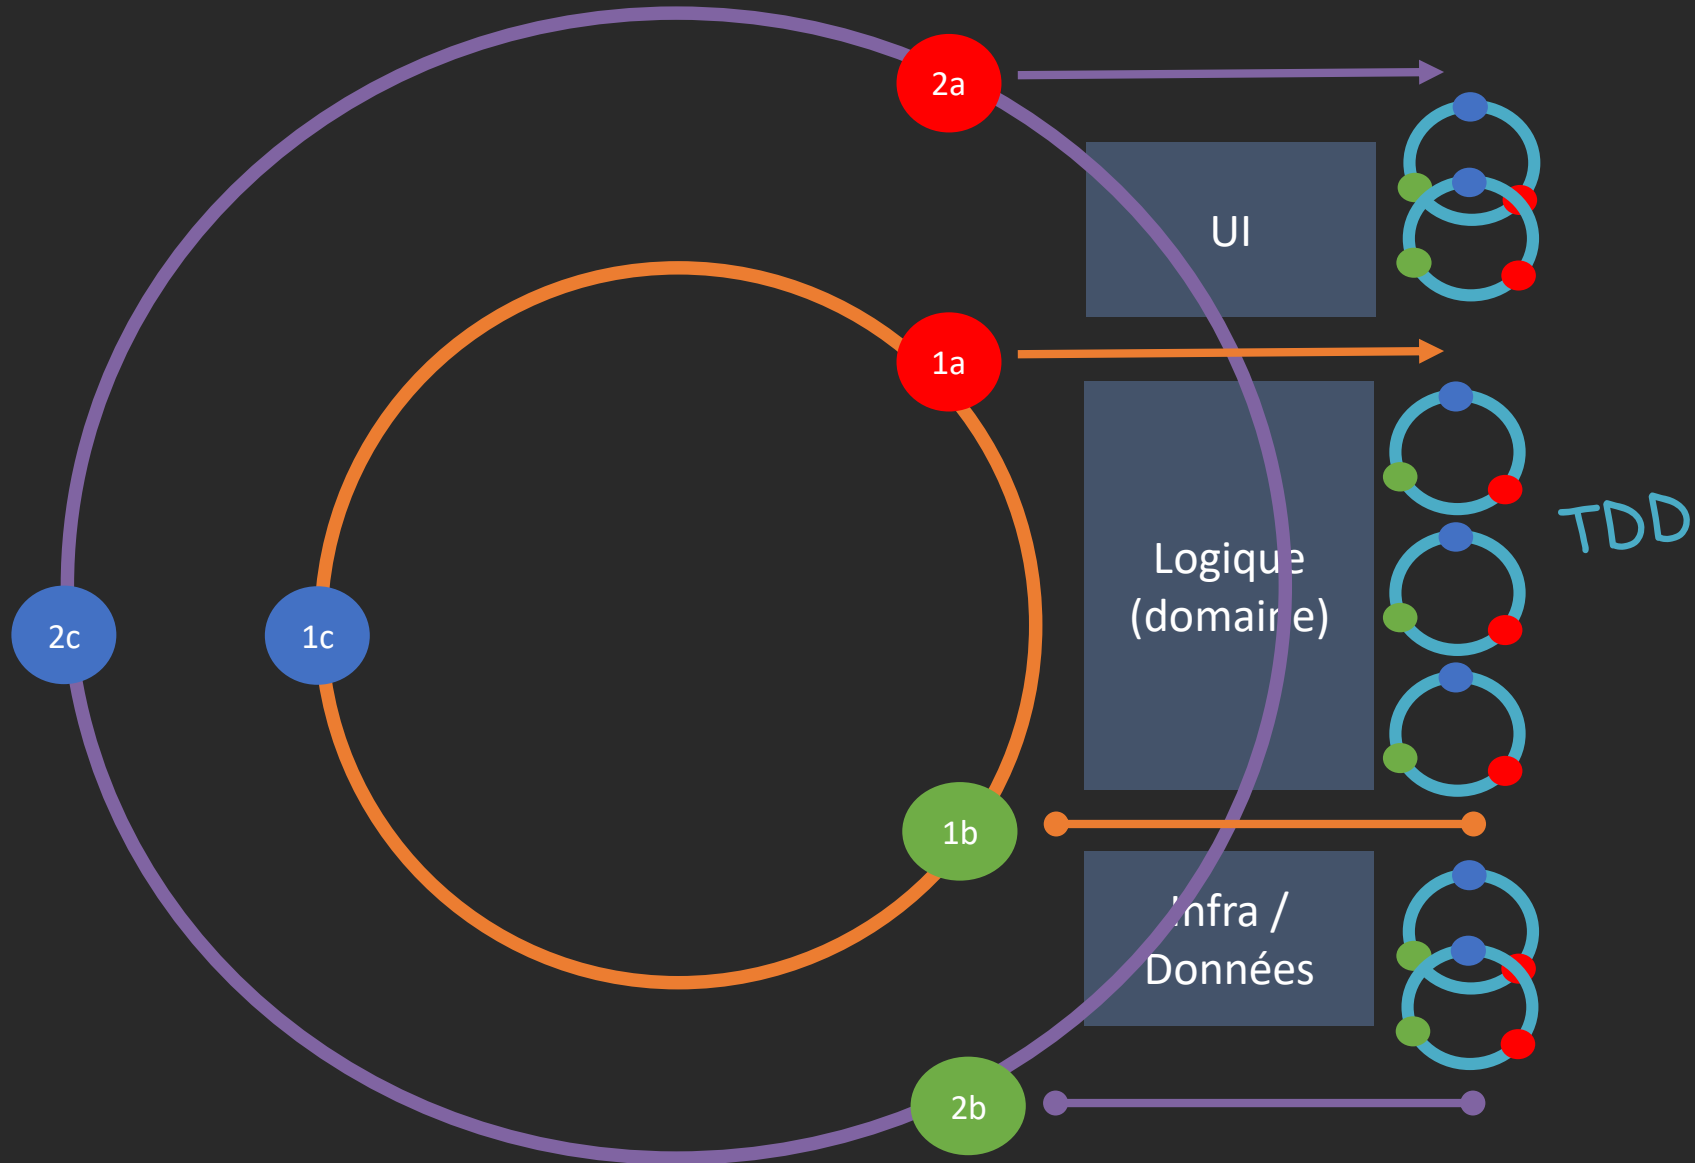 2a
UI
1a
Logique
(domaine)
TDD
2c
1c
1b
Infra /
Données
2b